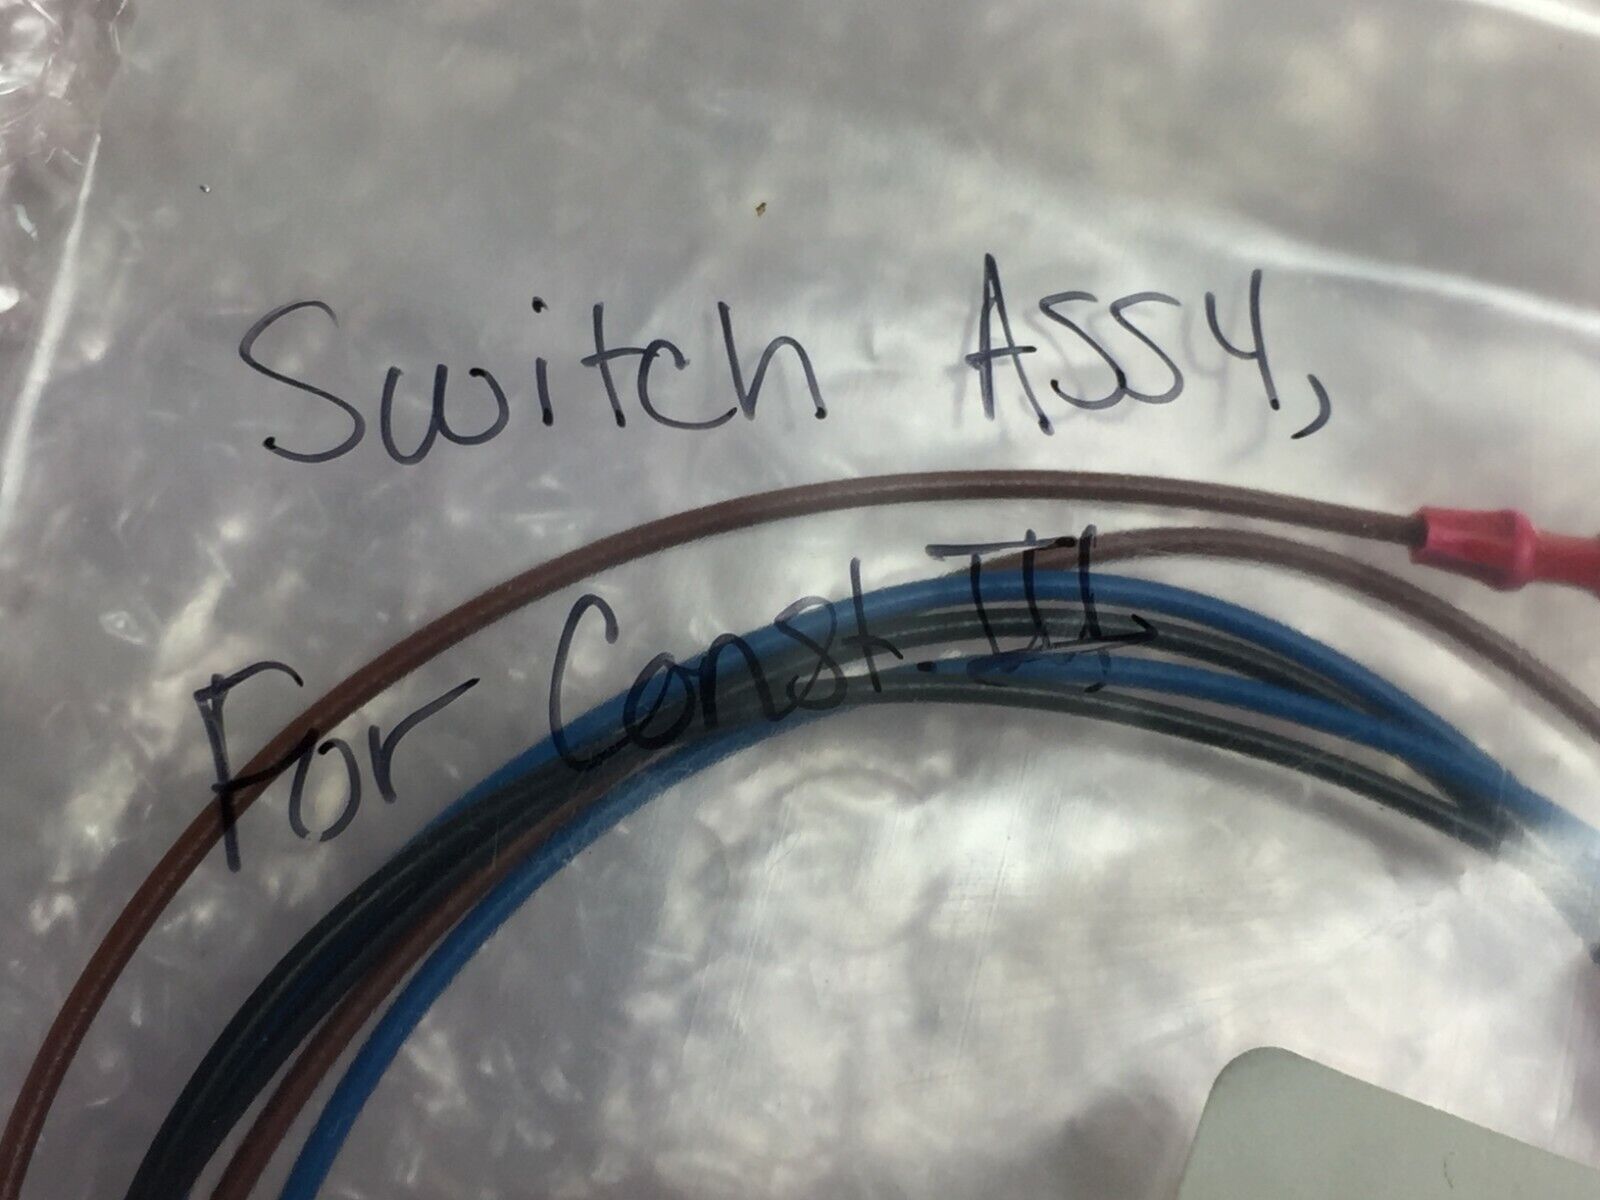 Switch Assy,
For Const. III,